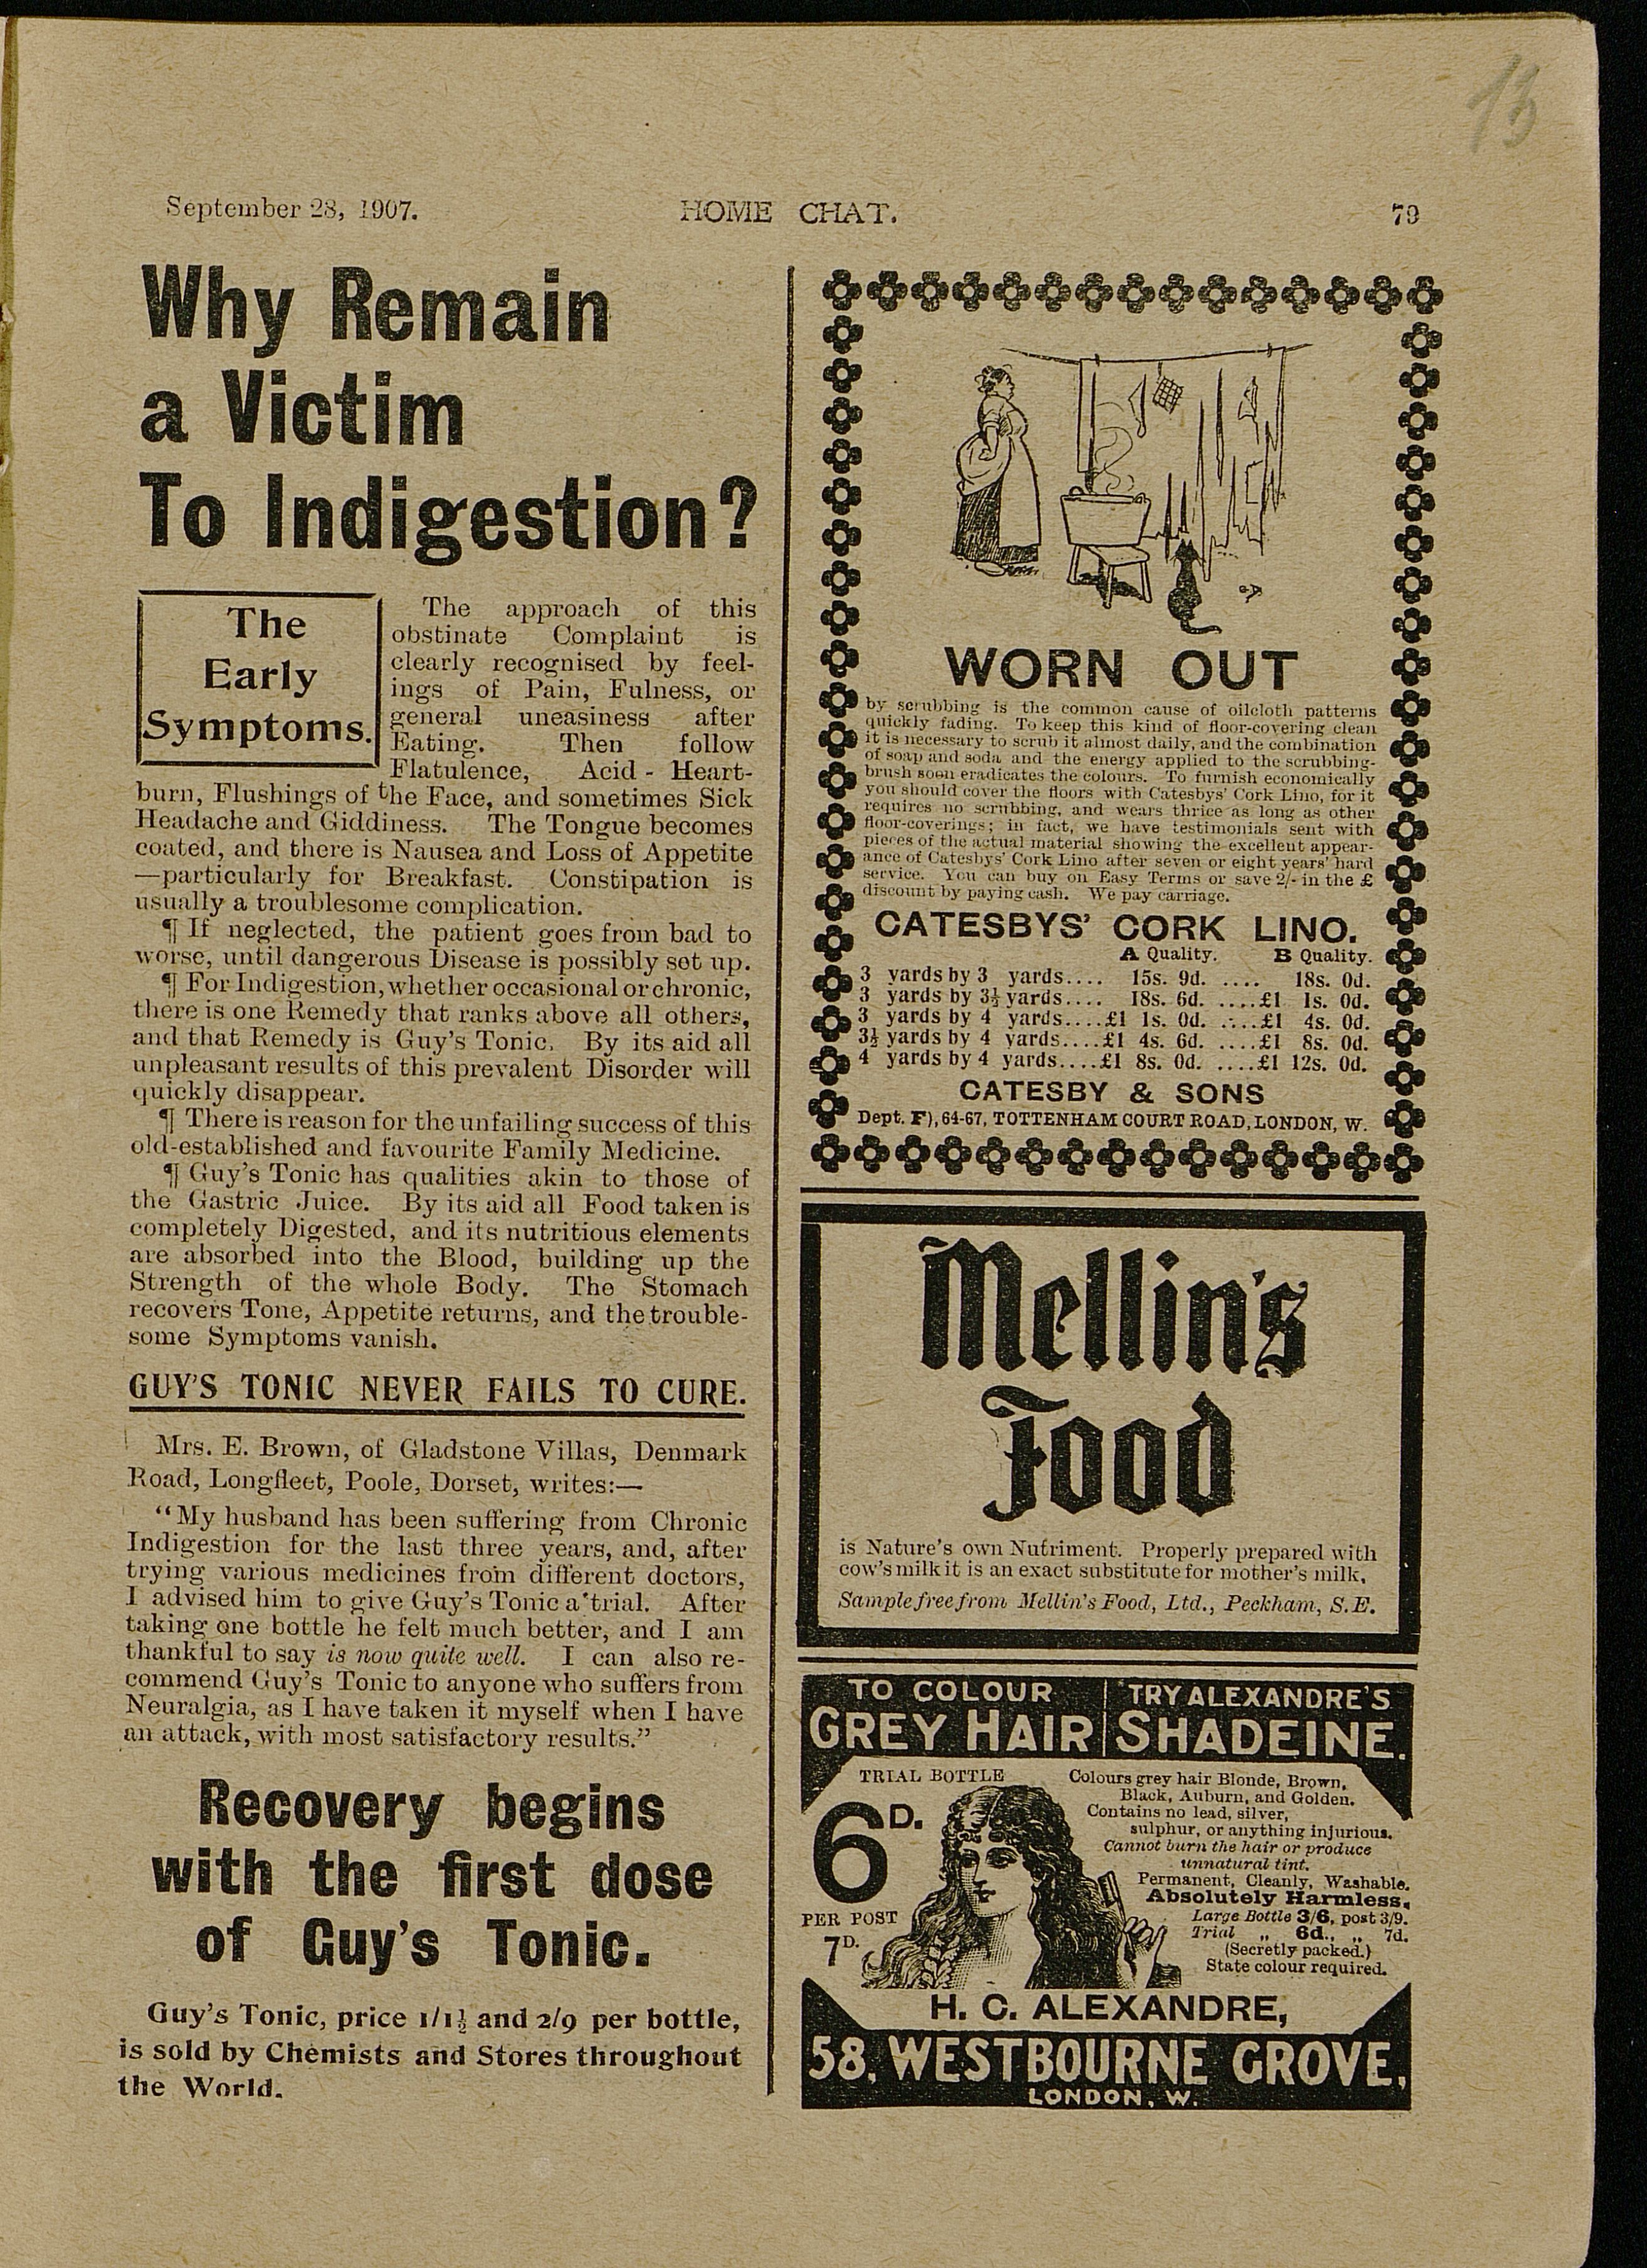 13
September 28, 1907.
HOME CHAT.
79
Why Remain
a Victim
To Indigestion?
The
Early
Symptoms.
The approach of this
obstinate Complaint is
clearly recognised by feel-
ings of Pain, Fulness, or
general uneasiness after
Eating. Then follow
Flatulence, Acid - Heart-
burn, Flushings of the Face, and sometimes Sick
Headache and Giddiness. The Tongue becomes
coated, and there is Nausea and Loss of Appetite
—particularly for Breakfast. Constipation is
usually a troublesome complication.
¶ If neglected, the patient goes from bad to
worse, until dangerous Disease is possibly set up.
¶ For Indigestion, whether occasional or chronic,
there is one Remedy that ranks above all others,
and that Remedy is Guy's Tonic. By its aid all
unpleasant results of this prevalent Disorder will
quickly disappear.
¶ There is reason for the unfailing success of this
old-established and favourite Family Medicine.
¶ Guy's Tonic has qualities akin to those of
the Gastric Juice. By its aid all Food taken is
completely Digested, and its nutritious elements
are absorbed into the Blood, building up the
Strength of the whole Body. The Stomach
recovers Tone, Appetite returns, and the trouble-
some Symptoms vanish.
GUY'S TONIC NEVER FAILS TO CURE.
Mrs. E. Brown, of Gladstone Villas, Denmark
Road, Longfleet, Poole, Dorset, writes:—
"My husband has been suffering from Chronic
Indigestion for the last three years, and, after
trying various medicines from different doctors,
I advised him to give Guy's Tonic a trial. After
taking one bottle he felt much better, and I am
thankful to say is now quite well. I can also re-
commend Guy's Tonic to anyone who suffers from
Neuralgia, as I have taken it myself when I have
an attack, with most satisfactory results."
Recovery begins
with the first dose
of Guy's Tonic.
Guy's Tonic, price 1/1½ and 2/9 per bottle,
is sold by Chemists and Stores throughout
the World.
WORN OUT
by scrubbing is the common cause of oilcloth patterns
quickly fading. To keep this kind of floor-covering clean
it is necessary to scrub it almost daily, and the combination
of soap and soda and the energy applied to the scrubbing-
brush soon eradicates the colours. To furnish economically
you should cover the floors with Catesbys' Cork Lino, for it
requires no scrubbing, and wears thrice as long as other
floor-coverings; in fact, we have testimonials sent with
pieces of the actual material showing the excellent appear-
ance of Catesbys' Cork Lino after seven or eight years' hard
service. You can buy on Easy Terms or save 2/- in the £
discount by paying cash. We pay carriage.
CATESBYS' CORK LINO.
A Quality. B Quality.
3 yards by 3 yards.... 15s. 9d. .... 18s. 0d.
3 yards by 3½ yards.... 18s. 6d. ....£1 1s. 0d.
3 yards by 4 yards....£1 1s. 0d. ....£1 4s. 0d.
3½ yards by 4 yards....£1 4s. 6d. ....£1 8s. 0d.
4 yards by 4 yards....£1 8s. 0d. ....£1 12s. 0d.
CATESBY & SONS
Dept. F), 64-67, TOTTENHAM COURT ROAD, LONDON, W.
Mellin's
Food
is Nature's own Nutriment. Properly prepared with
cow's milk it is an exact substitute for mother's milk,
Sample free from Mellin's Food, Ltd., Peckham, S.E.
TO COLOUR
GREY HAIR
TRY ALEXANDRE'S
SHADEINE.
TRIAL BOTTLE
6D.
PER POST
7D.
Colours grey hair Blonde, Brown,
Black, Auburn, and Golden.
Contains no lead, silver,
sulphur, or anything injurious.
Cannot burn the hair or produce
unnatural tint.
Permanent, Cleanly, Washable.
Absolutely Harmless.
Large Bottle 3/6, post 3/9.
Trial „ 6d., „ 7d.
(Secretly packed.)
State colour required.
H. C. ALEXANDRE,
58, WESTBOURNE GROVE,
LONDON, W.